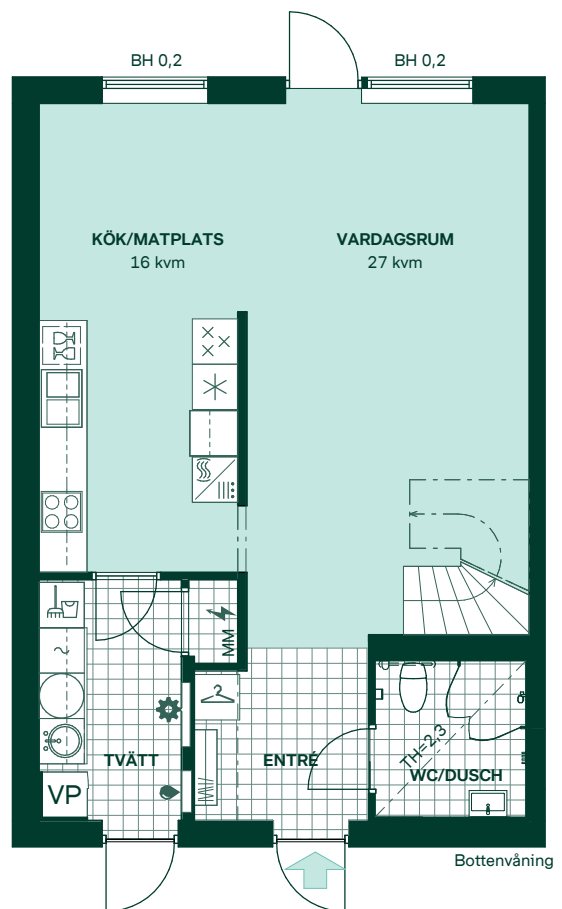 BH 0,2
BH 0,2
KÖK/MATPLATS
16 kvm
VARDAGSRUM
27 kvm
MM
TH=2,3
TVÄTT
ENTRÉ
WC/DUSCH
VP
Bottenvåning